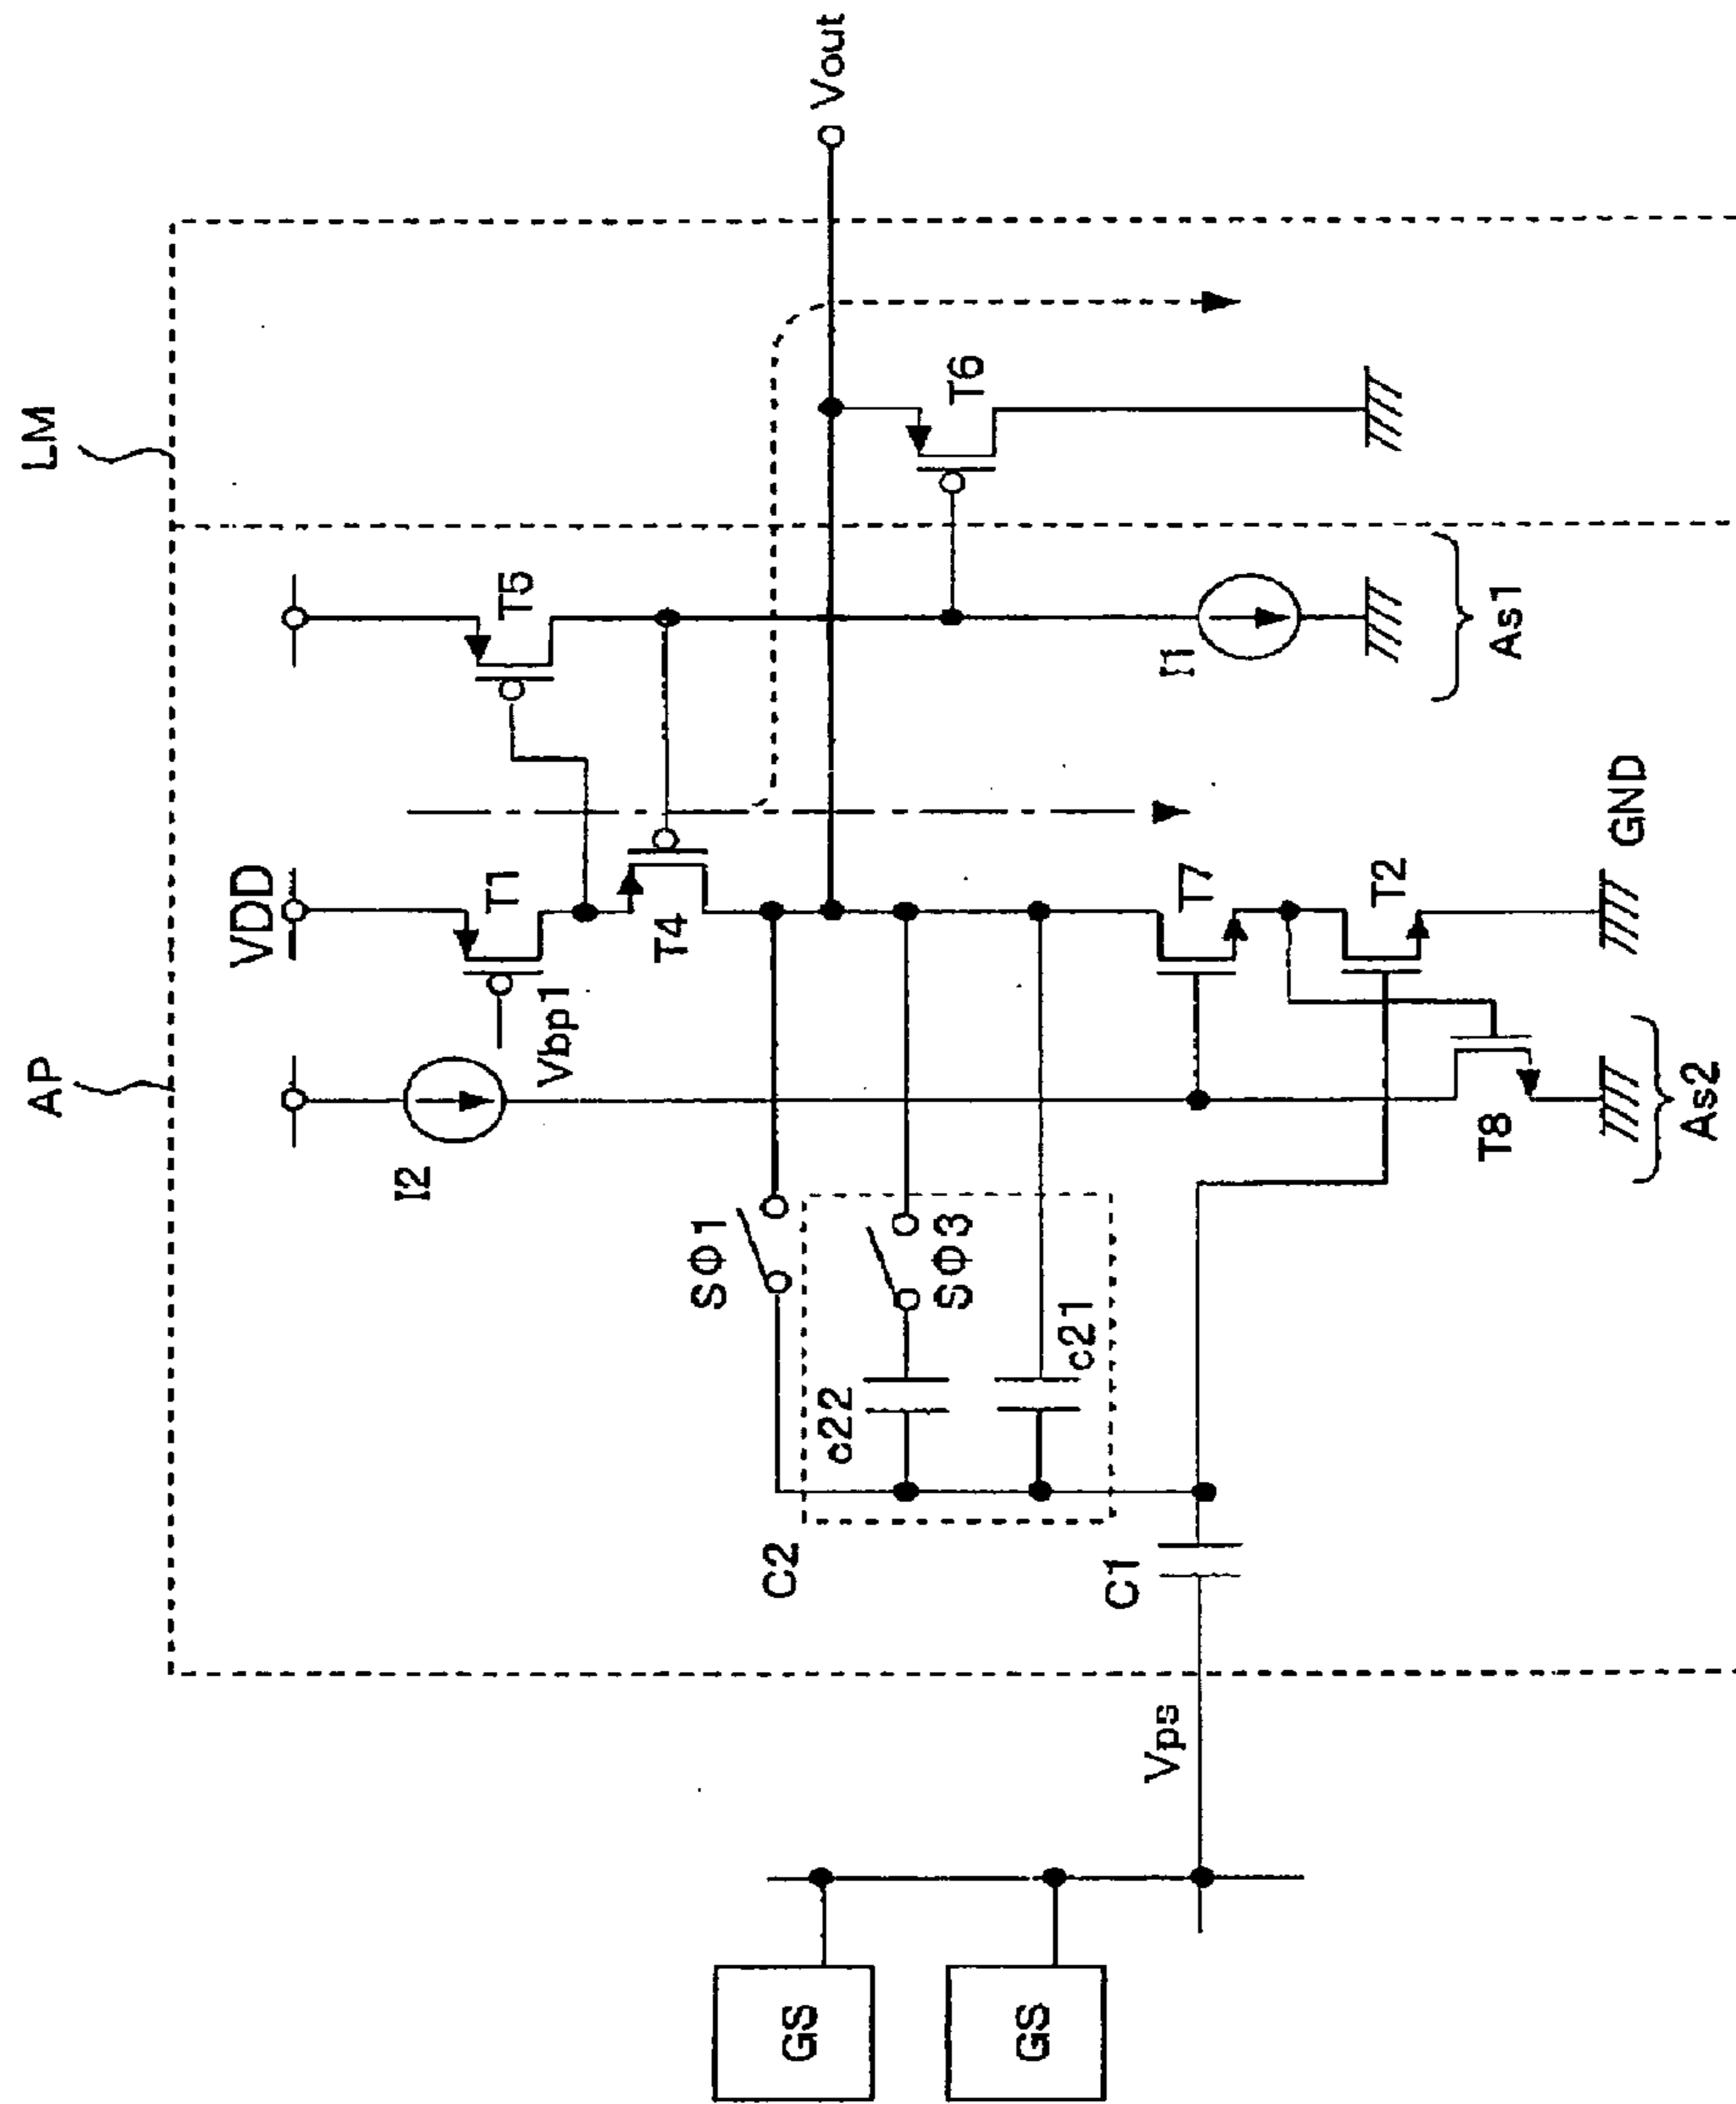 LM
AP
VDD
T1
T5
Vbp1
I2
T4
Vout
T6
SΦ1
SΦ3
C2
c22
c21
C1
T7
I1
As1
T2
T8
GND
As2
Vps
GS
GS